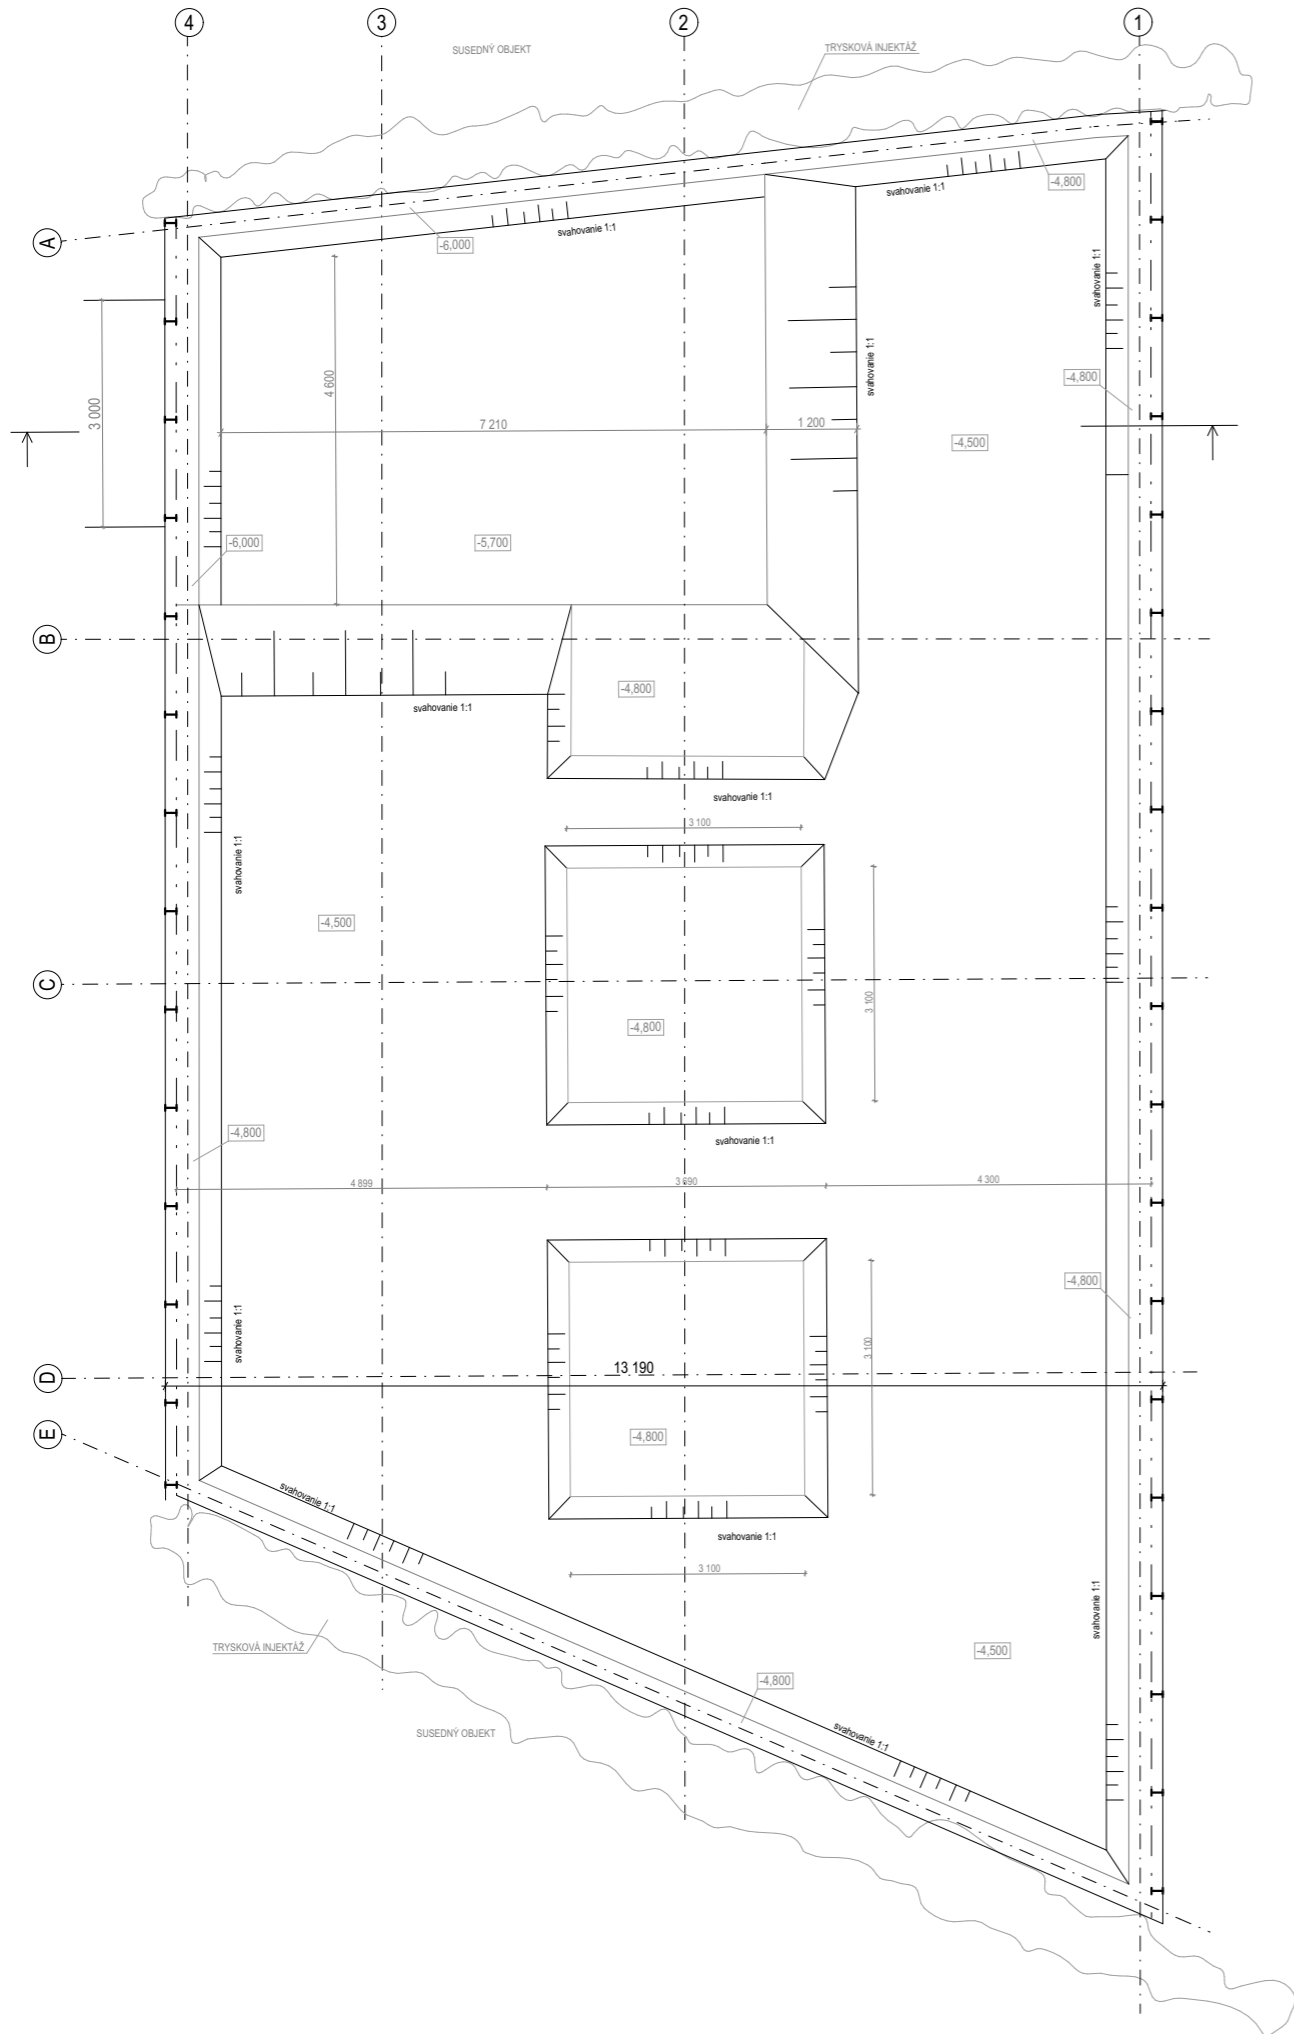 4
3
2
1
SUSEDNÝ OBJEKT
TRYSKOVÁ INJEKTÁŽ
-4,800
svahovanie 1:1
A
-6,000
svahovanie 1:1
svahovanie 1:1
3 000
4 600
svahovanie 1:1
-4,800
7 210
1 200
-4,500
-6,000
-5,700
B
-4,800
svahovanie 1:1
svahovanie 1:1
3 100
svahovanie 1:1
-4,500
C
3 100
-4,800
-4,800
svahovanie 1:1
4 899
3 690
4 300
-4,800
svahovanie 1:1
3 100
13 190
D
E
-4,800
svahovanie 1:1
svahovanie 1:1
3 100
svahovanie 1:1
TRYSKOVÁ INJEKTÁŽ
-4,500
-4,800
SUSEDNÝ OBJEKT
svahovanie 1:1